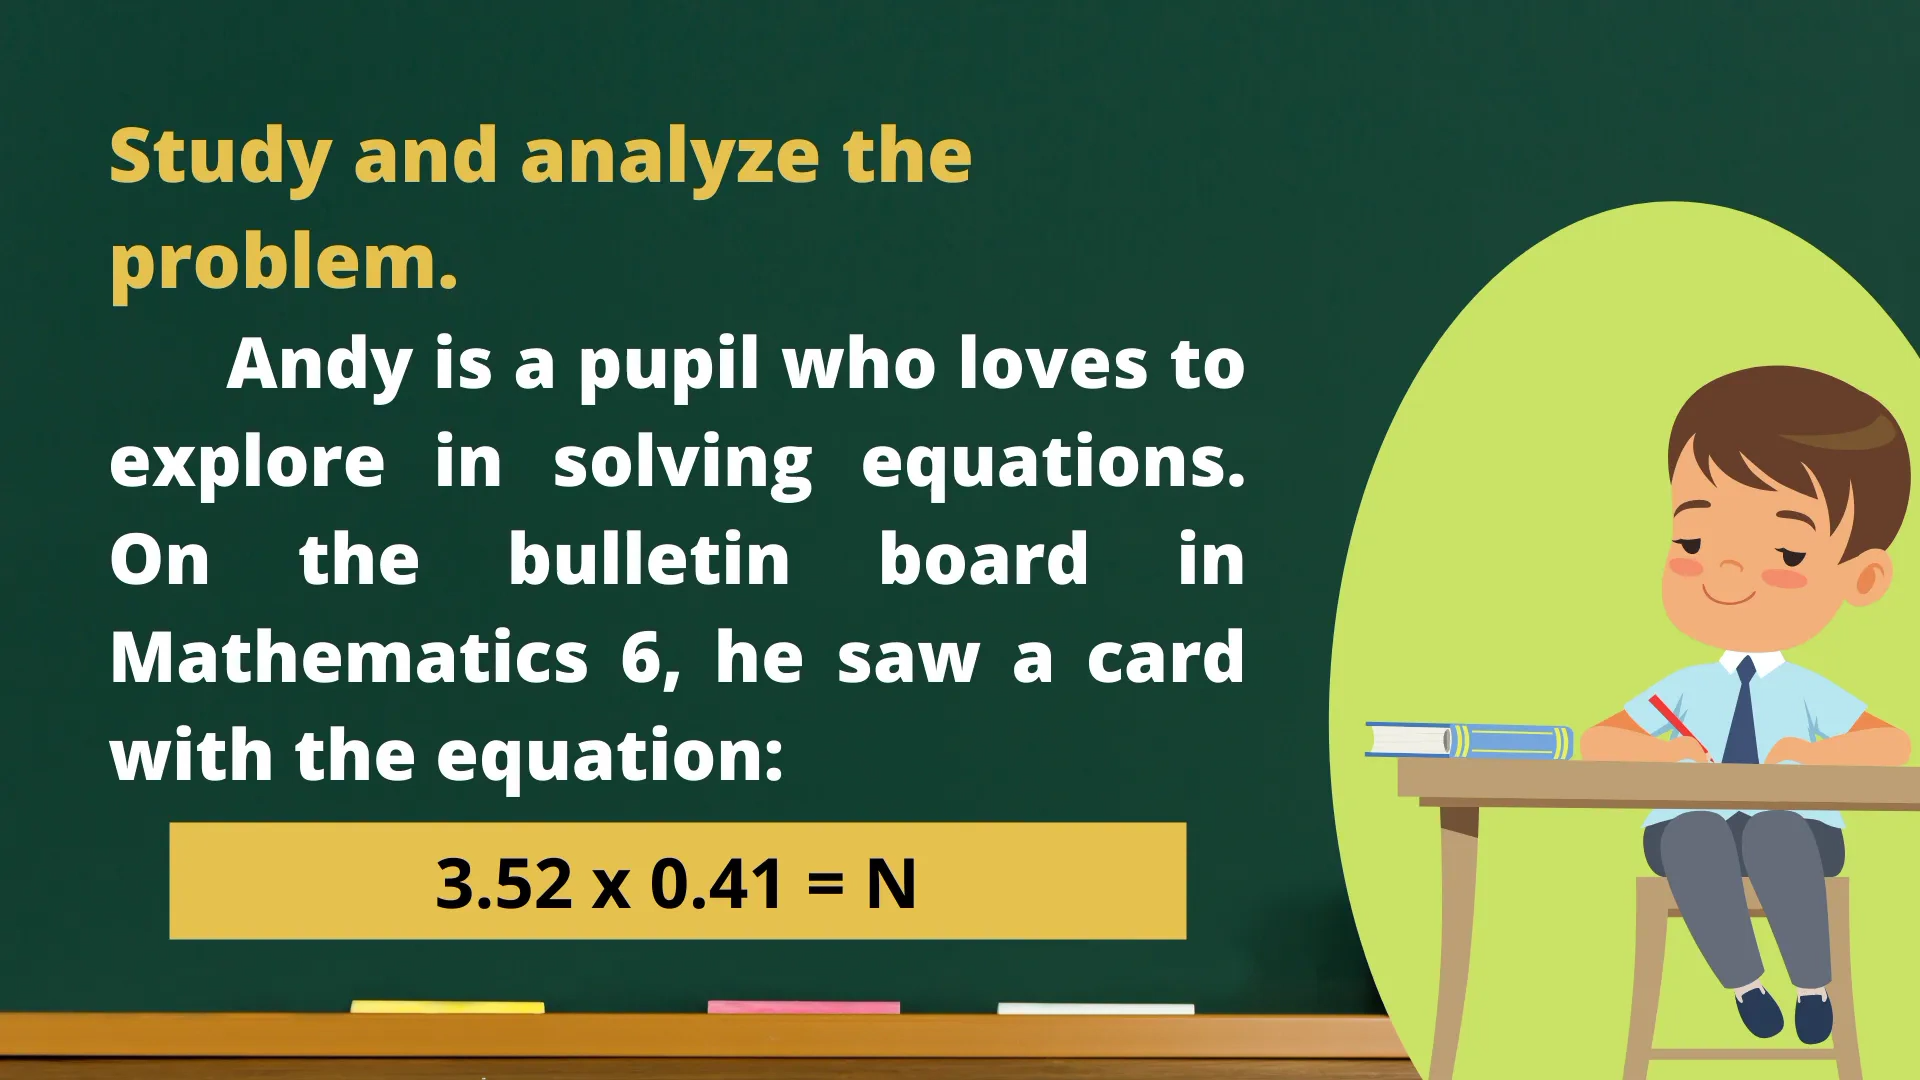 Study and analyze the
problem.
Andy is a pupil who loves to
explore in solving equations.
On the bulletin board in
Mathematics 6, he saw a card
with the equation:
3.52 x 0.41 = N